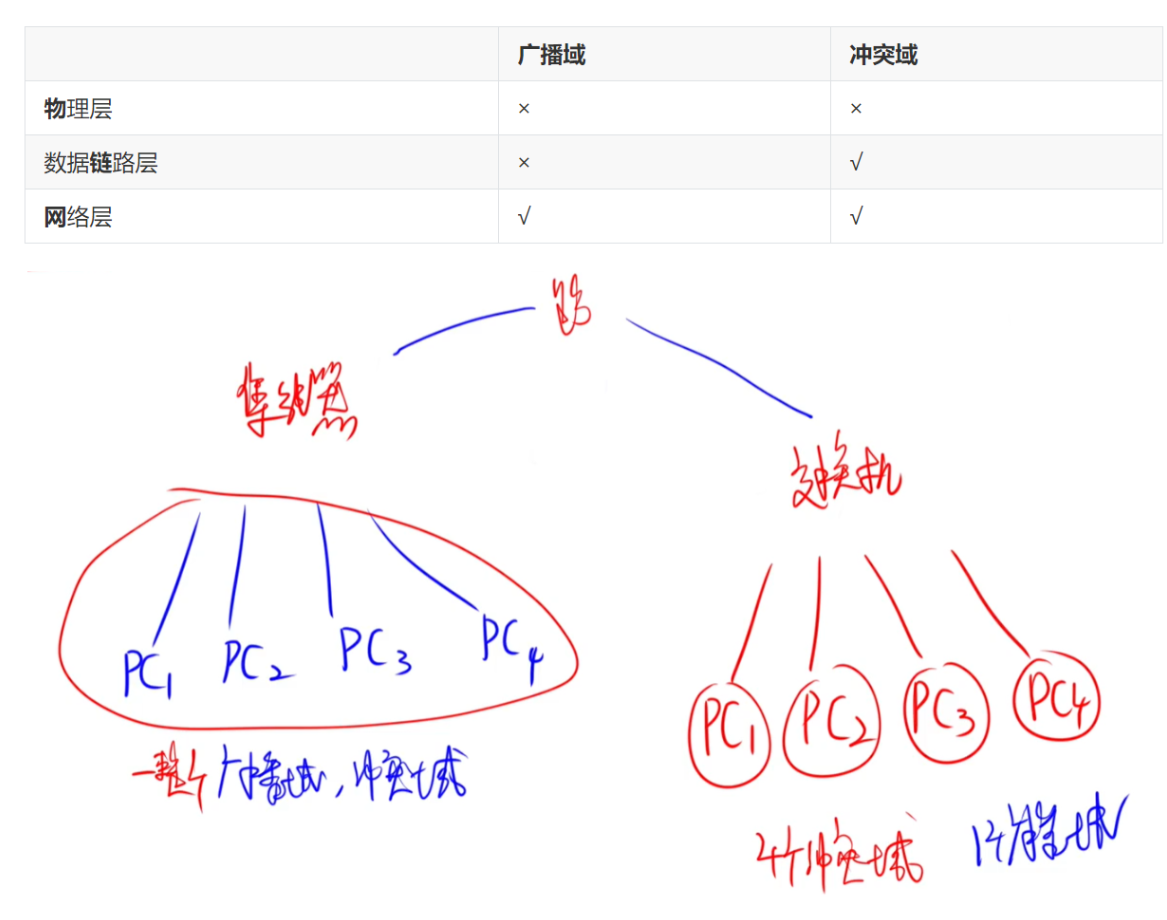 广播域 冲突域
物理层 × ×
数据链路层 × √
网络层 √ √
路
集线器
交换机
PC1 PC2 PC3 PC4
PC1 PC2 PC3 PC4
一整个广播域，冲突域
4个冲突域 1个广播域